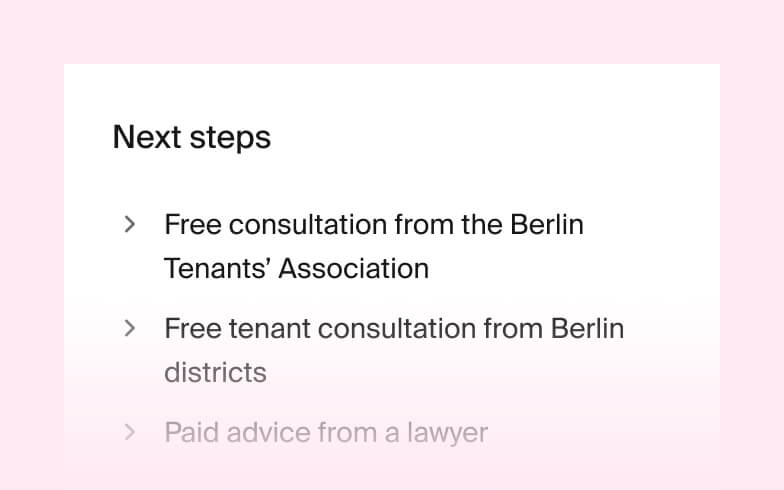 Next steps
Free consultation from the Berlin
Tenants’ Association
Free tenant consultation from Berlin
districts
Paid advice from a lawyer